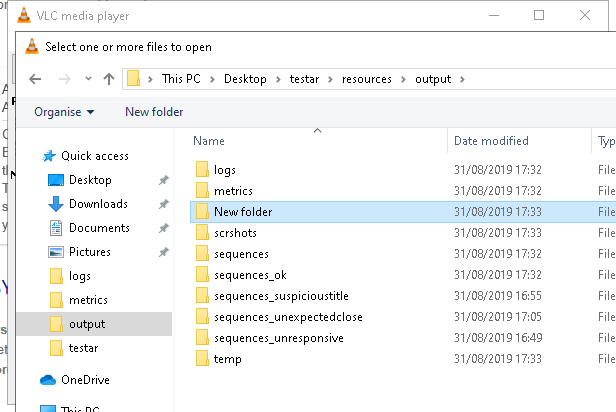 VLC media player
Select one or more files to open
This PC > Desktop > testar > resources > output >
Organise New folder
Name Date modified Typ
Quick access
Desktop
Downloads
Documents
Pictures
logs
metrics
output
testar
OneDrive
This PC
logs 31/08/2019 17:32 File
metrics 31/08/2019 17:32 File
New folder 31/08/2019 17:33 File
scrshots 31/08/2019 17:33 File
sequences 31/08/2019 17:32 File
sequences_ok 31/08/2019 17:32 File
sequences_suspicioustitle 31/08/2019 16:55 File
sequences_unexpectedclose 31/08/2019 17:05 File
sequences_unresponsive 31/08/2019 16:49 File
temp 31/08/2019 17:33 File